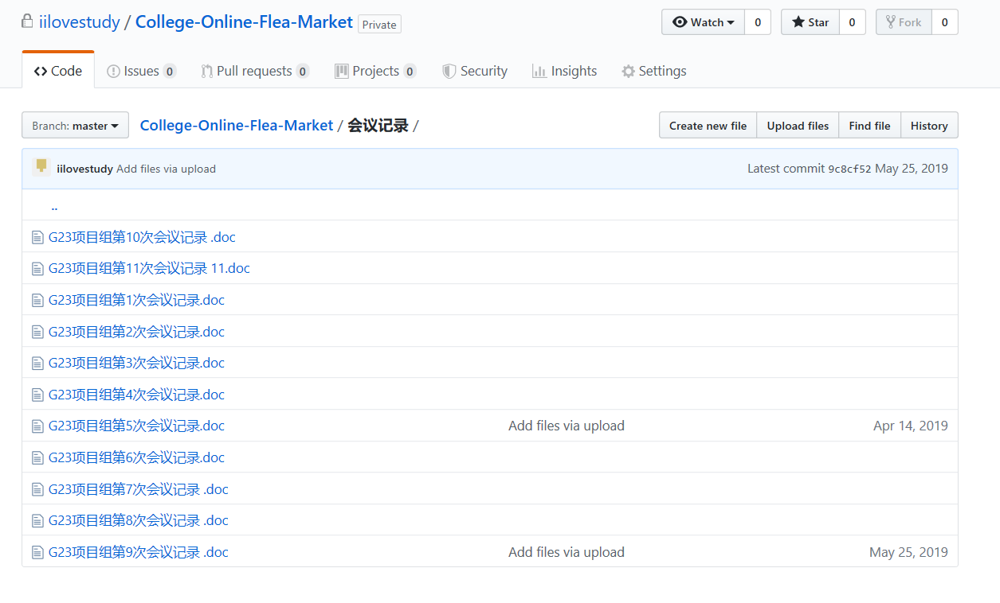 iilovestudy / College-Online-Flea-Market Private Watch 0 Star 0 Fork 0
Code Issues 0 Pull requests 0 Projects 0 Security Insights Settings
Branch: master College-Online-Flea-Market / 会议记录 / Create new file Upload files Find file History
iilovestudy Add files via upload Latest commit 9c8cf52 May 25, 2019
..
G23项目组第10次会议记录 .doc
G23项目组第11次会议记录 11.doc
G23项目组第1次会议记录.doc
G23项目组第2次会议记录.doc
G23项目组第3次会议记录.doc
G23项目组第4次会议记录.doc
G23项目组第5次会议记录.doc Add files via upload Apr 14, 2019
G23项目组第6次会议记录.doc
G23项目组第7次会议记录 .doc
G23项目组第8次会议记录 .doc
G23项目组第9次会议记录 .doc Add files via upload May 25, 2019